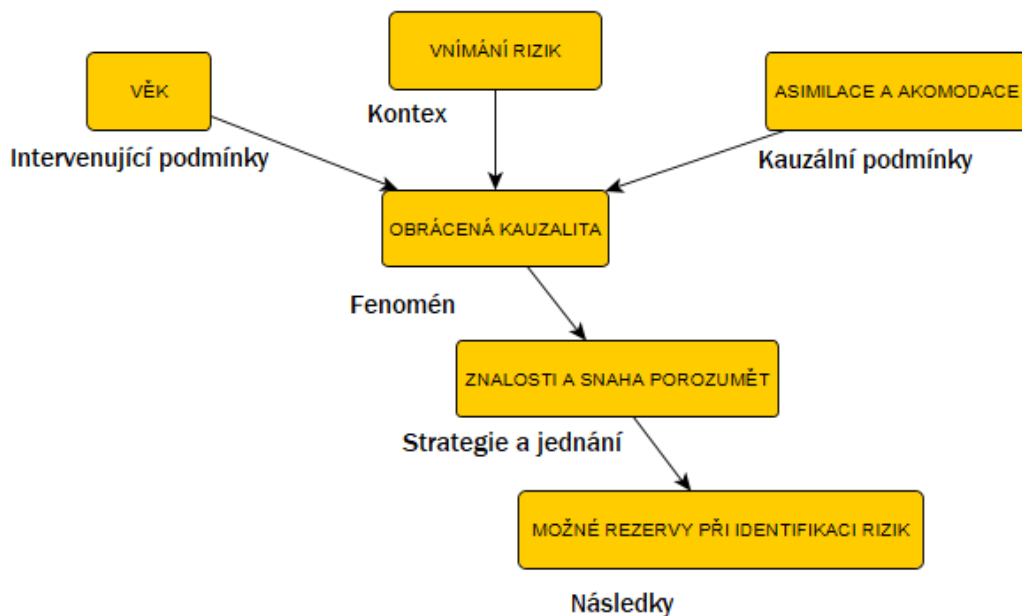 VNÍMÁNÍ RIZIK
VĚK
ASIMILACE A AKOMODACE
Kontex
Intervenující podmínky
Kauzální podmínky
OBRÁCENÁ KAUZALITA
Fenomén
ZNALOSTI A SNAHA POROZUMĚT
Strategie a jednání
MOŽNÉ REZERVY PŘI IDENTIFIKACI RIZIK
Následky